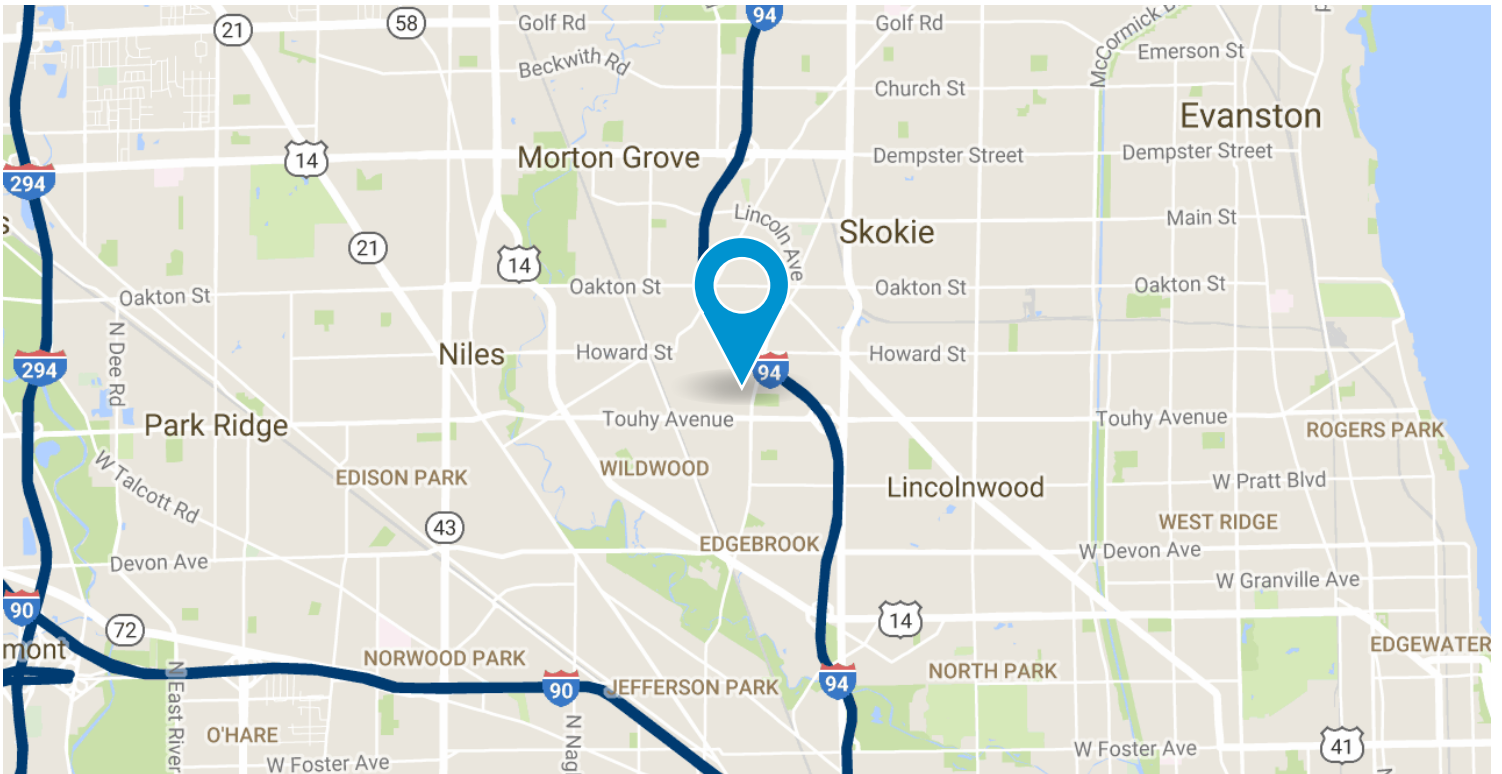 94
21
58
Golf Rd
Golf Rd
McCormick B
Emerson St
Beckwith Rd
Church St
Evanston
14
Morton Grove
Dempster Street
Dempster Street
294
Lincoln Ave
Main St
s
Skokie
21
14
Oakton St
Oakton St
Oakton St
Oakton St
N Dee Rd
Niles
Howard St
Howard St
294
94
Park Ridge
Touhy Avenue
Touhy Avenue
ROGERS PARK
W Talcott Rd
EDISON PARK
WILDWOOD
Lincolnwood
W Pratt Blvd
43
WEST RIDGE
EDGEBROOK
Devon Ave
W Devon Ave
W Granville Ave
90
72
14
mont
NORWOOD PARK
EDGEWATER
N East River
90
JEFFERSON PARK
94
NORTH PARK
O'HARE
N Nagl
W Foster Ave
W Foster Ave
41